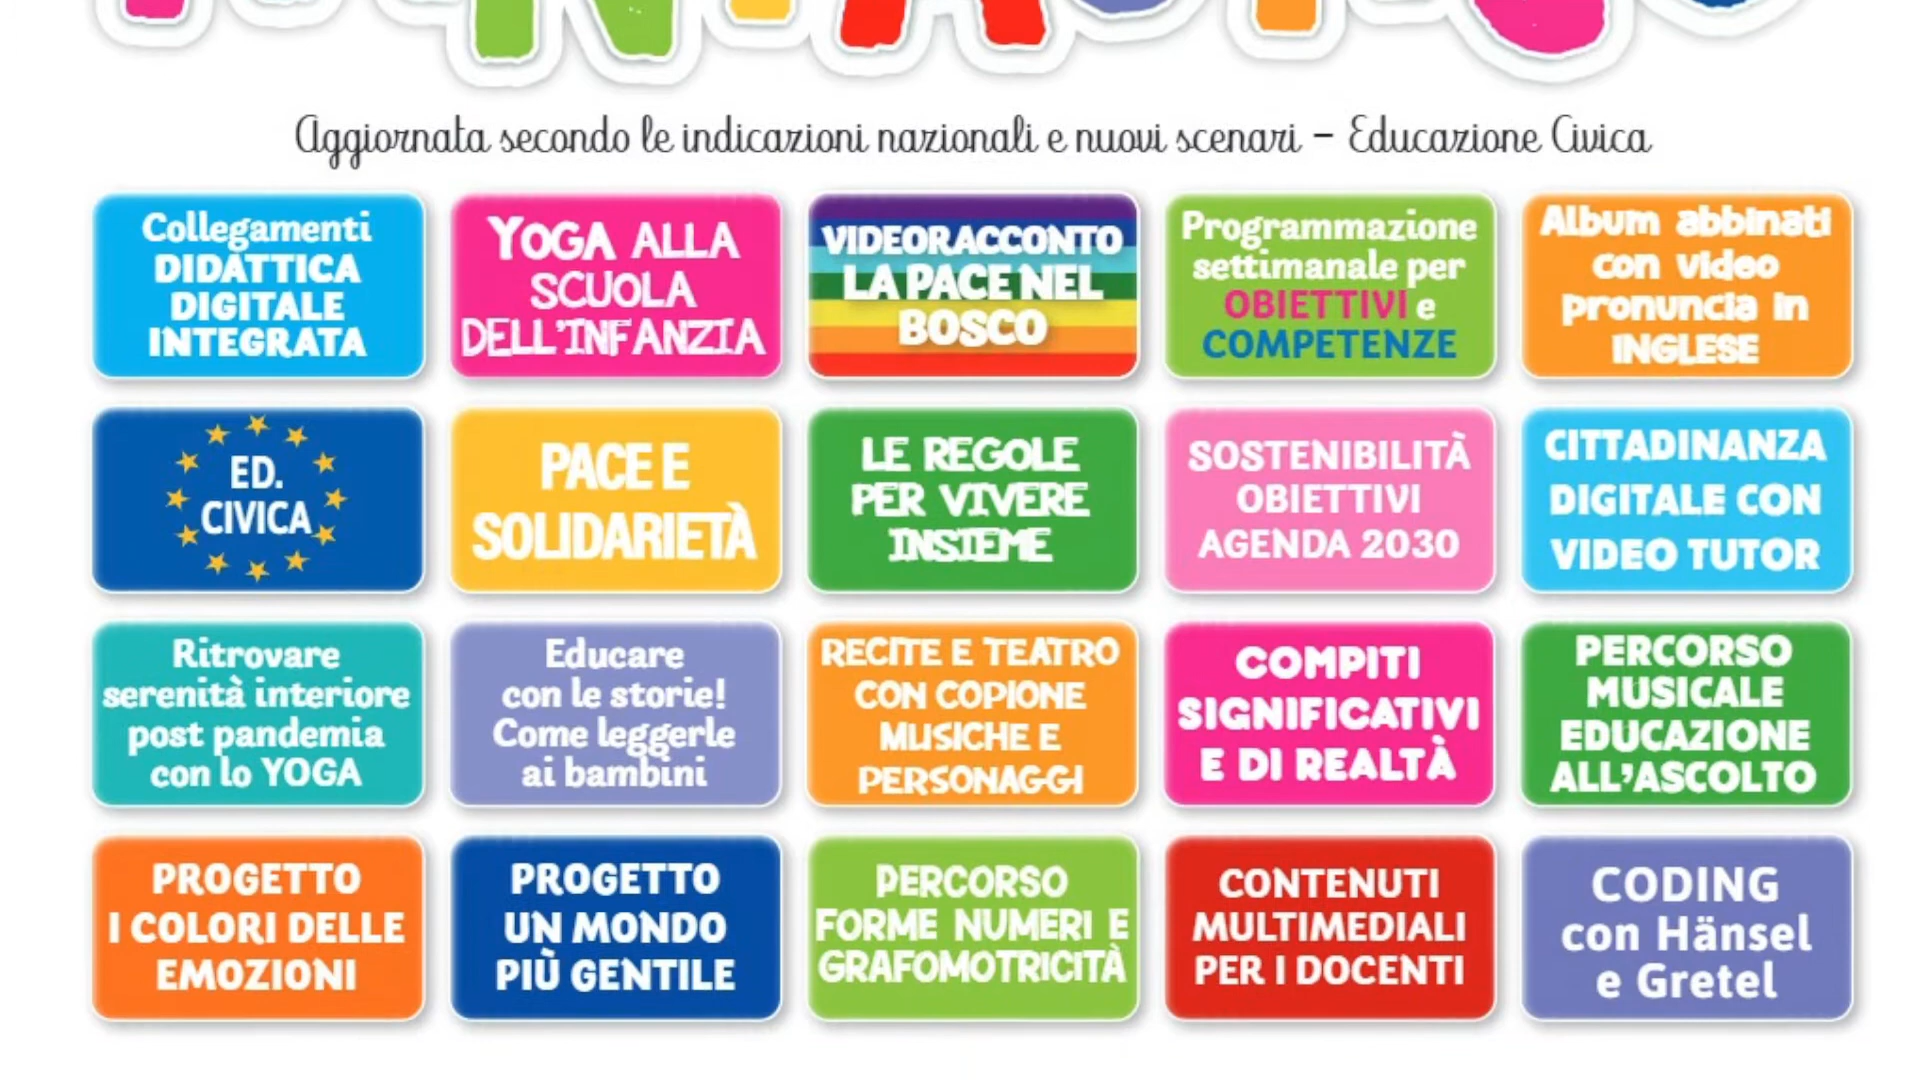 Aggiornata secondo le indicazioni nazionali e nuovi scenari – Educazione Civica
Collegamenti
DIDATTICA
DIGITALE
INTEGRATA
YOGA ALLA
SCUOLA
DELL'INFANZIA
VIDEORACCONTO
LA PACE NEL
BOSCO
Programmazione
settimanale per
OBIETTIVI e
COMPETENZE
Album abbinati
con video
pronuncia in
INGLESE
ED.
CIVICA
PACE E
SOLIDARIETÀ
LE REGOLE
PER VIVERE
INSIEME
SOSTENIBILITÀ
OBIETTIVI
AGENDA 2030
CITTADINANZA
DIGITALE CON
VIDEO TUTOR
Ritrovare
serenità interiore
post pandemia
con lo YOGA
Educare
con le storie!
Come leggerle
ai bambini
RECITE E TEATRO
CON COPIONE
MUSICHE E
PERSONAGGI
COMPITI
SIGNIFICATIVI
E DI REALTÀ
PERCORSO
MUSICALE
EDUCAZIONE
ALL'ASCOLTO
PROGETTO
I COLORI DELLE
EMOZIONI
PROGETTO
UN MONDO
PIÙ GENTILE
PERCORSO
FORME NUMERI E
GRAFOMOTRICITÀ
CONTENUTI
MULTIMEDIALI
PER I DOCENTI
CODING
con Hänsel
e Gretel